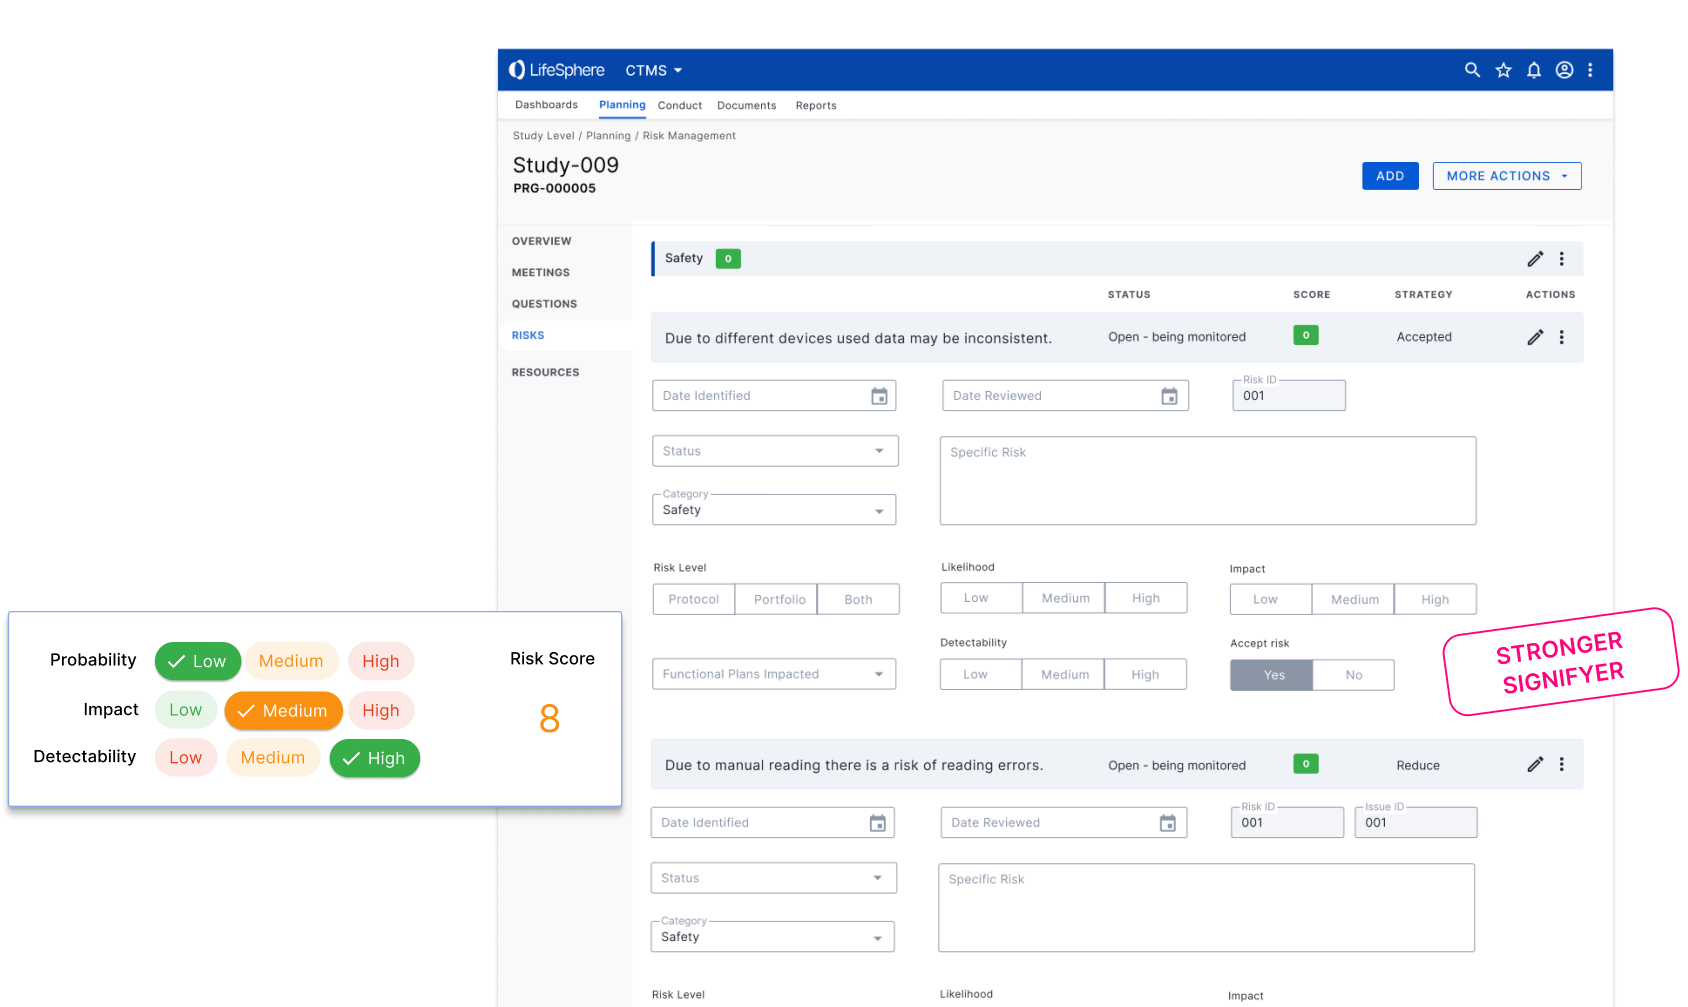 LifeSphere CTMS
Dashboards Planning Conduct Documents Reports
Study Level / Planning / Risk Management
Study-009
PRG-000005
ADD MORE ACTIONS
OVERVIEW
MEETINGS
QUESTIONS
RISKS
RESOURCES
Safety 0
STATUS SCORE STRATEGY ACTIONS
Due to different devices used data may be inconsistent. Open - being monitored 0 Accepted
Date Identified Date Reviewed Risk ID 001
Status Specific Risk
Category
Safety
Risk Level Likelihood Impact
Protocol Portfolio Both Low Medium High Low Medium High
Detectability Accept risk
Functional Plans Impacted Low Medium High Yes No
Probability Low Medium High Risk Score
Impact Low Medium High 8
Detectability Low Medium High
STRONGER
SIGNIFYER
Due to manual reading there is a risk of reading errors. Open - being monitored 0 Reduce
Date Identified Date Reviewed Risk ID 001 Issue ID 001
Status Specific Risk
Category
Safety
Risk Level Likelihood Impact